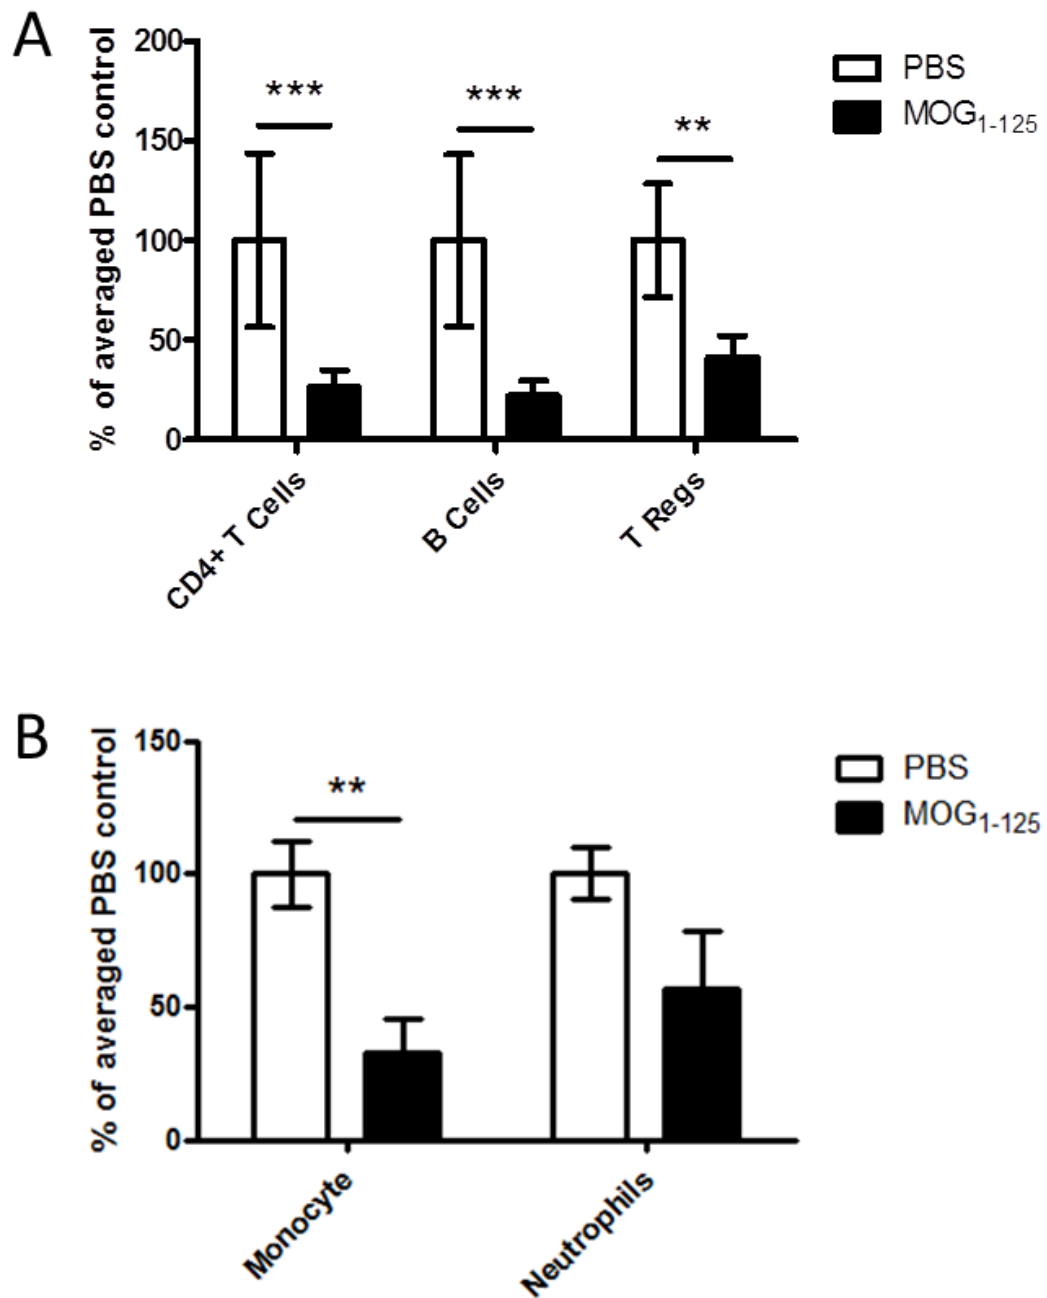 A
% of averaged PBS control
200
150
100
50
0
***
***
**
PBS
MOG1-125
CD4+ T Cells
B Cells
T Regs
B
% of averaged PBS control
150
100
50
0
**
PBS
MOG1-125
Monocyte
Neutrophils